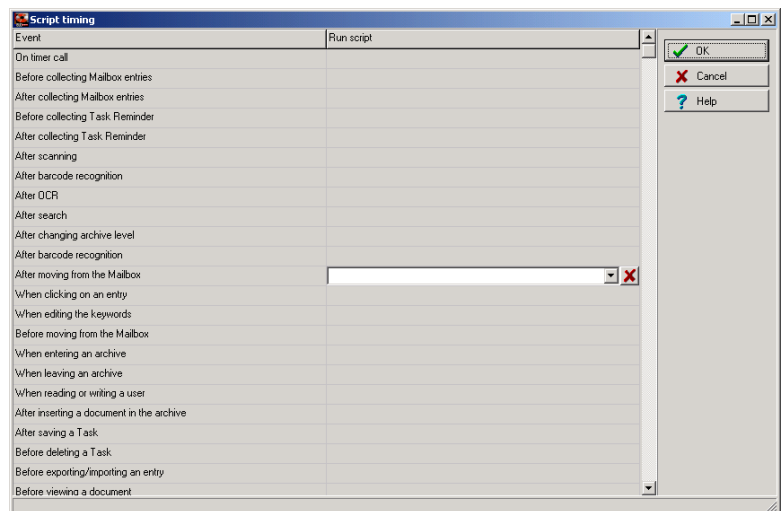 Script timing
Event Run script
On timer call
Before collecting Mailbox entries
After collecting Mailbox entries
Before collecting Task Reminder
After collecting Task Reminder
After scanning
After barcode recognition
After OCR
After search
After changing archive level
After barcode recognition
After moving from the Mailbox
When clicking on an entry
When editing the keywords
Before moving from the Mailbox
When entering an archive
When leaving an archive
When reading or writing a user
After inserting a document in the archive
After saving a Task
Before deleting a Task
Before exporting/importing an entry
Before viewing a document
OK
Cancel
Help